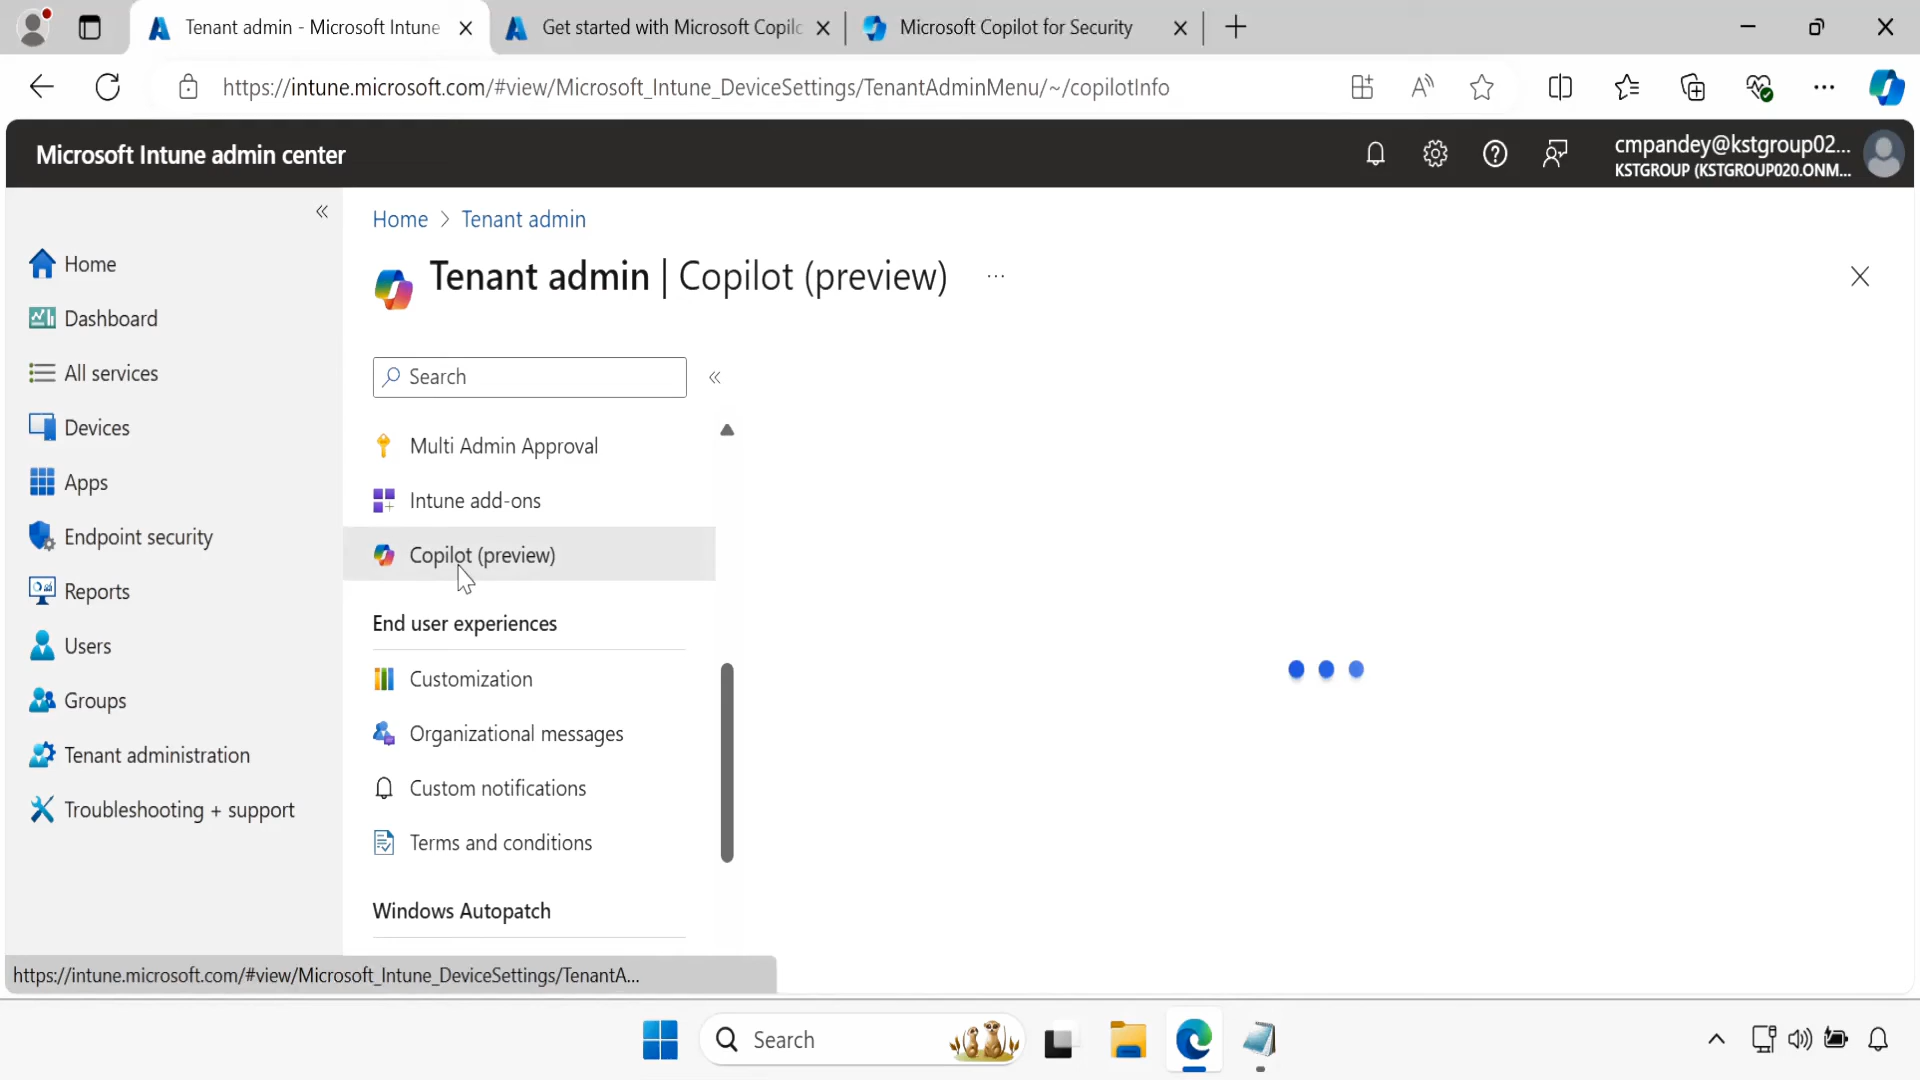 Tenant admin - Microsoft Intune
Get started with Microsoft Copilo
Microsoft Copilot for Security
https://intune.microsoft.com/#view/Microsoft_Intune_DeviceSettings/TenantAdminMenu/~/copilotInfo
Microsoft Intune admin center
cmpandey@kstgroup02...
KSTGROUP (KSTGROUP020.ONM...
Home
Dashboard
All services
Devices
Apps
Endpoint security
Reports
Users
Groups
Tenant administration
Troubleshooting + support
Home > Tenant admin
Tenant admin | Copilot (preview)
Search
Multi Admin Approval
Intune add-ons
Copilot (preview)
End user experiences
Customization
Organizational messages
Custom notifications
Terms and conditions
Windows Autopatch
https://intune.microsoft.com/#view/Microsoft_Intune_DeviceSettings/TenantA...
Search